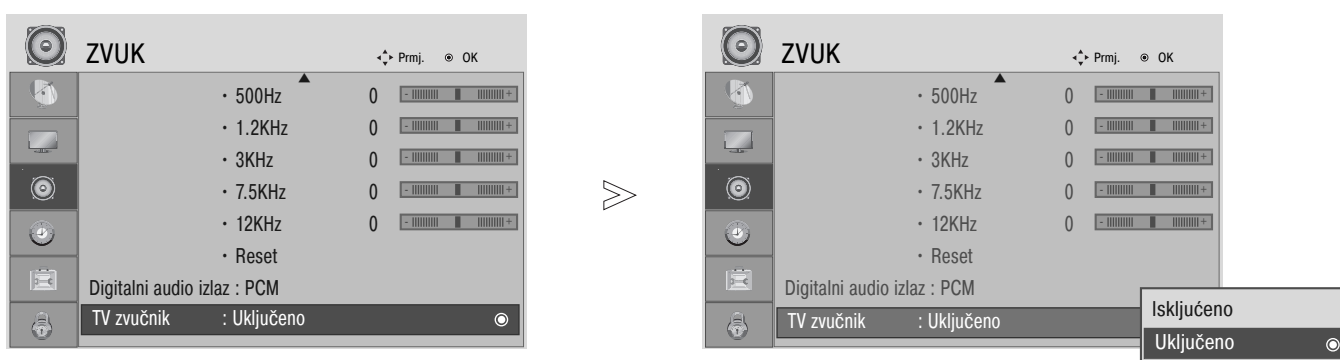 ZVUK
Prmj. OK
• 500Hz 0 - +
• 1.2KHz 0 - +
• 3KHz 0 - +
• 7.5KHz 0 - +
• 12KHz 0 - +
• Reset
Digitalni audio izlaz : PCM
TV zvučnik : Uključeno
ZVUK
Prmj. OK
• 500Hz 0 - +
• 1.2KHz 0 - +
• 3KHz 0 - +
• 7.5KHz 0 - +
• 12KHz 0 - +
• Reset
Digitalni audio izlaz : PCM
TV zvučnik : Uključeno
Isključéno
Uključeno